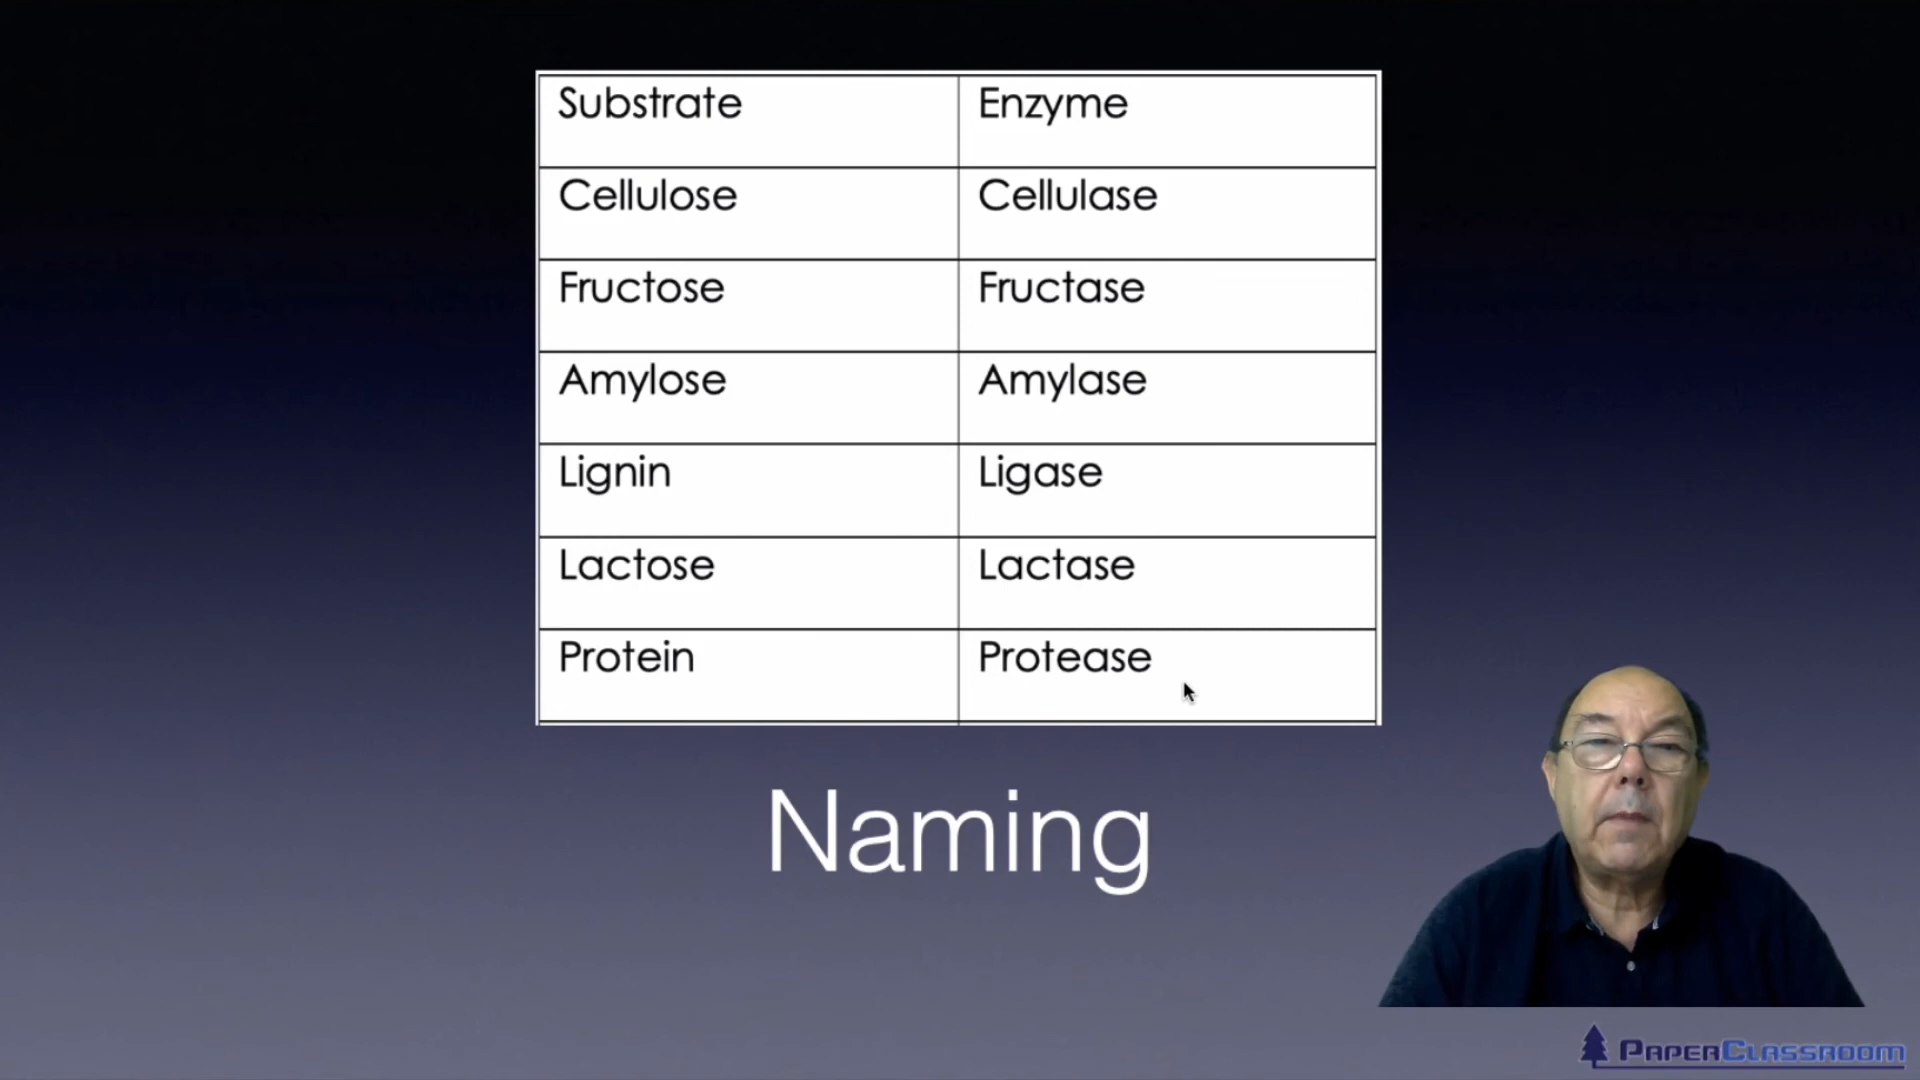 Substrate Enzyme
Cellulose Cellulase
Fructose Fructase
Amylose Amylase
Lignin Ligase
Lactose Lactase
Protein Protease
Naming
PAPERCLASSROOM